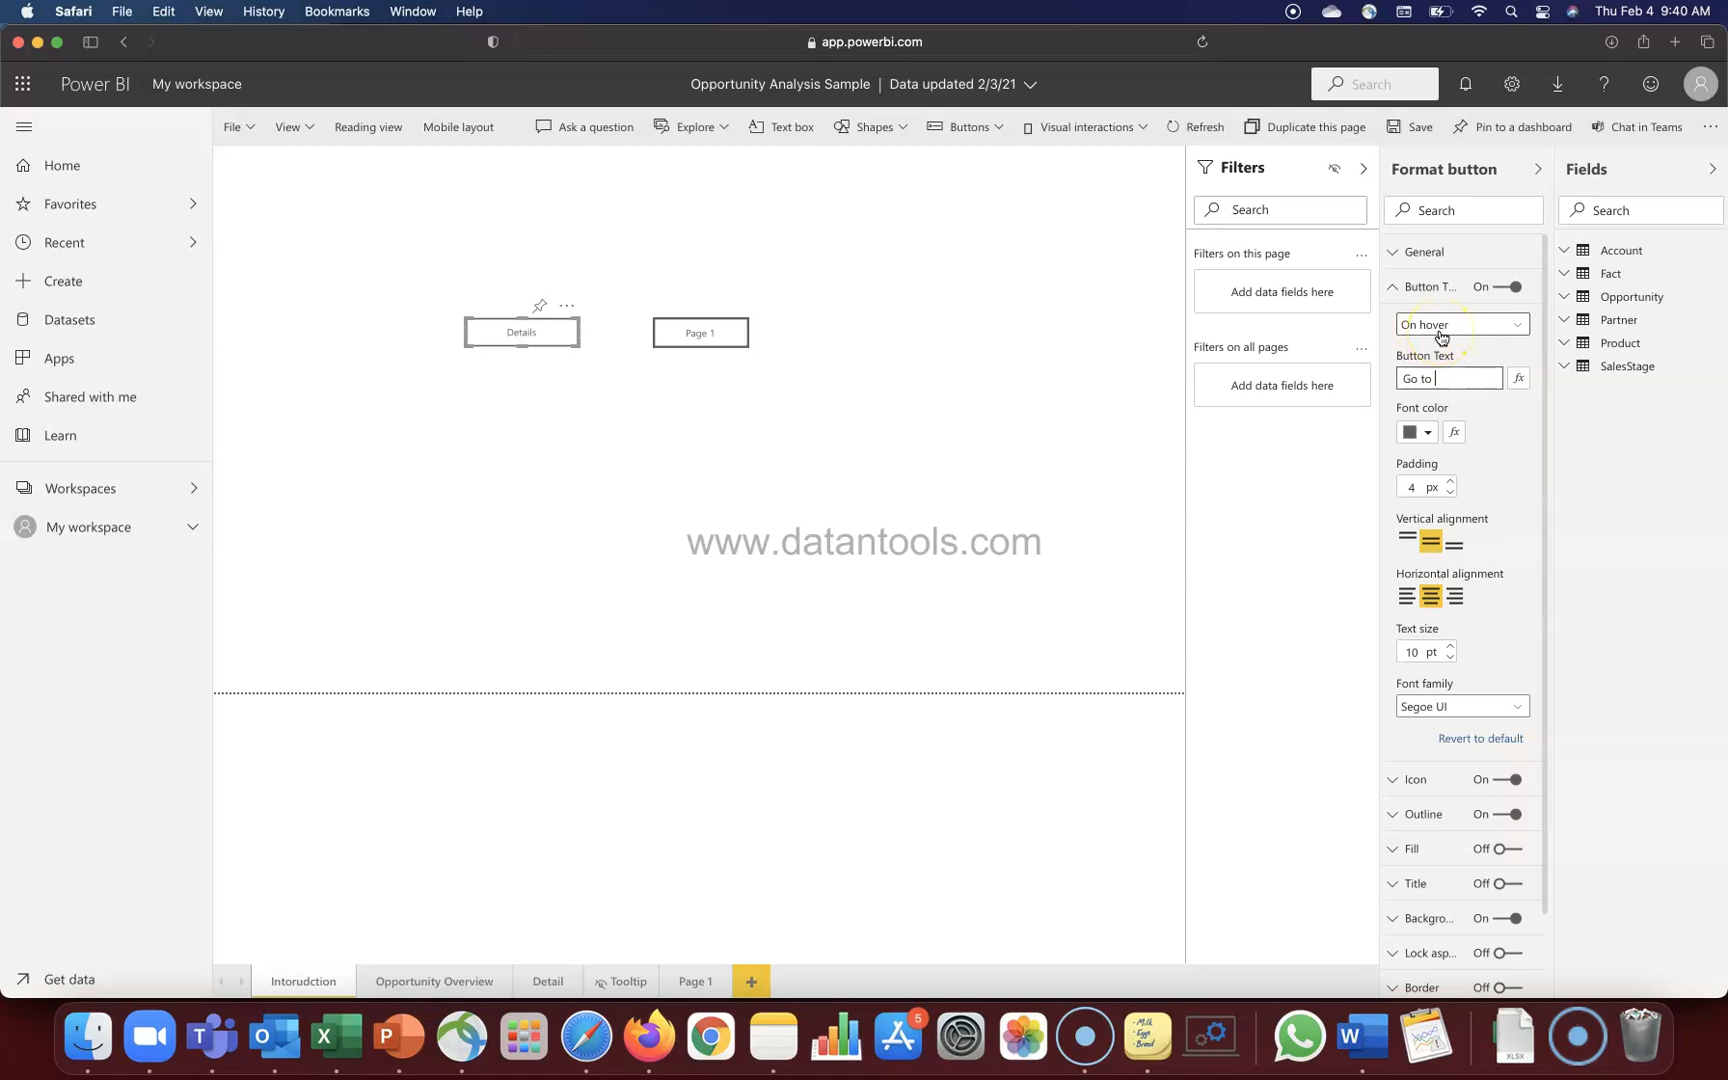 Safari File Edit View History Bookmarks Window Help Thu Feb 4 9:40 AM
app.powerbi.com
Power BI My workspace Opportunity Analysis Sample | Data updated 2/3/21 Search
File View Reading view Mobile layout Ask a question Explore Text box Shapes Buttons Visual interactions Refresh Duplicate this page Save Pin to a dashboard Chat in Teams ...
Home
Favorites
Recent
Create
Datasets
Apps
Shared with me
Learn
Workspaces
My workspace
Get data
Details
Page 1
www.datantools.com
Filters
Search
Filters on this page ...
Add data fields here
Filters on all pages ...
Add data fields here
Format button
Search
General
Button T... On
On hover
Button Text
Go to
fx
Font color
fx
Padding
4 px
Vertical alignment
Horizontal alignment
Text size
10 pt
Font family
Segoe UI
Revert to default
Icon On
Outline On
Fill Off
Title Off
Backgro... On
Lock asp... Off
Border Off
Fields
Search
Account
Fact
Opportunity
Partner
Product
SalesStage
Intorudction Opportunity Overview Detail Tooltip Page 1 +
5
Milk
Eggs
Bread
XLSX